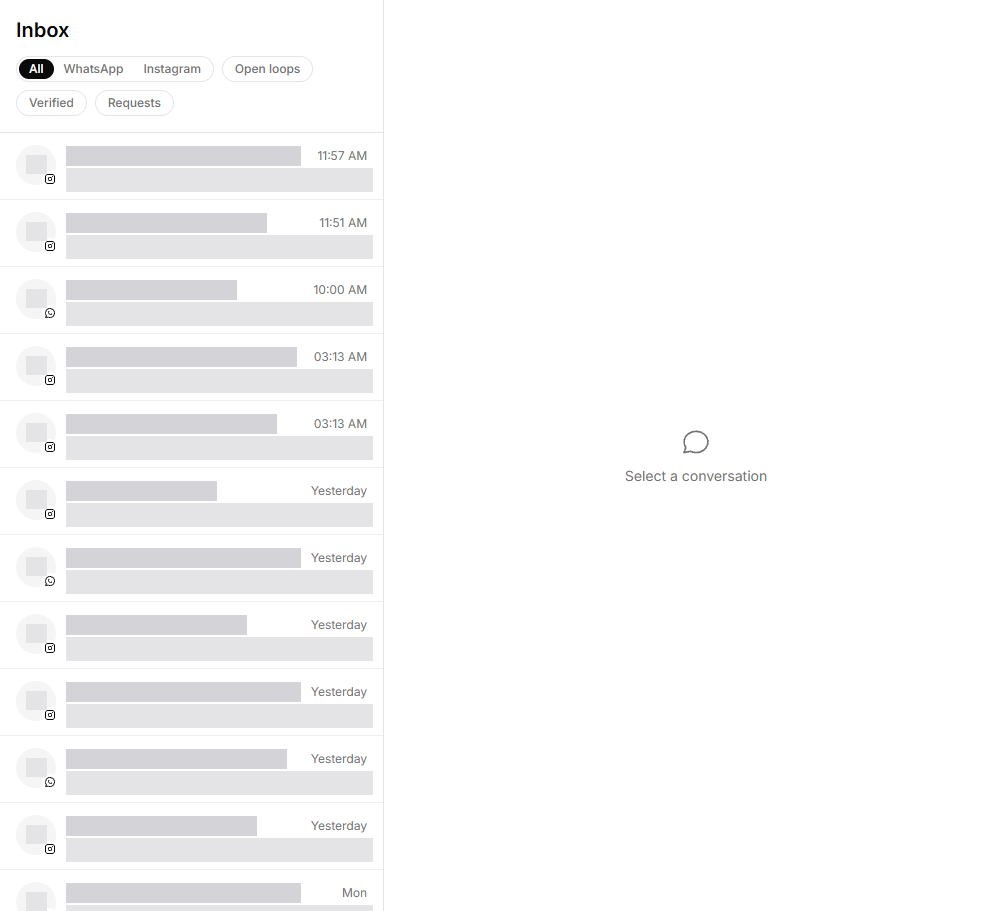 Inbox
All WhatsApp Instagram Open loops
Verified Requests
11:57 AM
11:51 AM
10:00 AM
03:13 AM
03:13 AM
Yesterday
Yesterday
Yesterday
Yesterday
Yesterday
Yesterday
Mon
Select a conversation